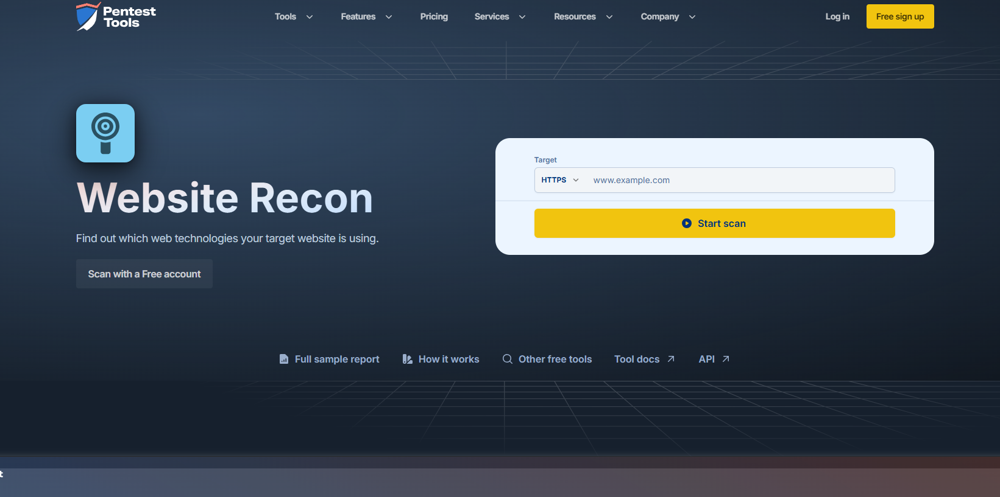 Pentest
Tools
Tools
Features
Pricing
Services
Resources
Company
Log in
Free sign up
Website Recon
Find out which web technologies your target website is using.
Scan with a Free account
Target
HTTPS
www.example.com
Start scan
Full sample report
How it works
Other free tools
Tool docs
API
t